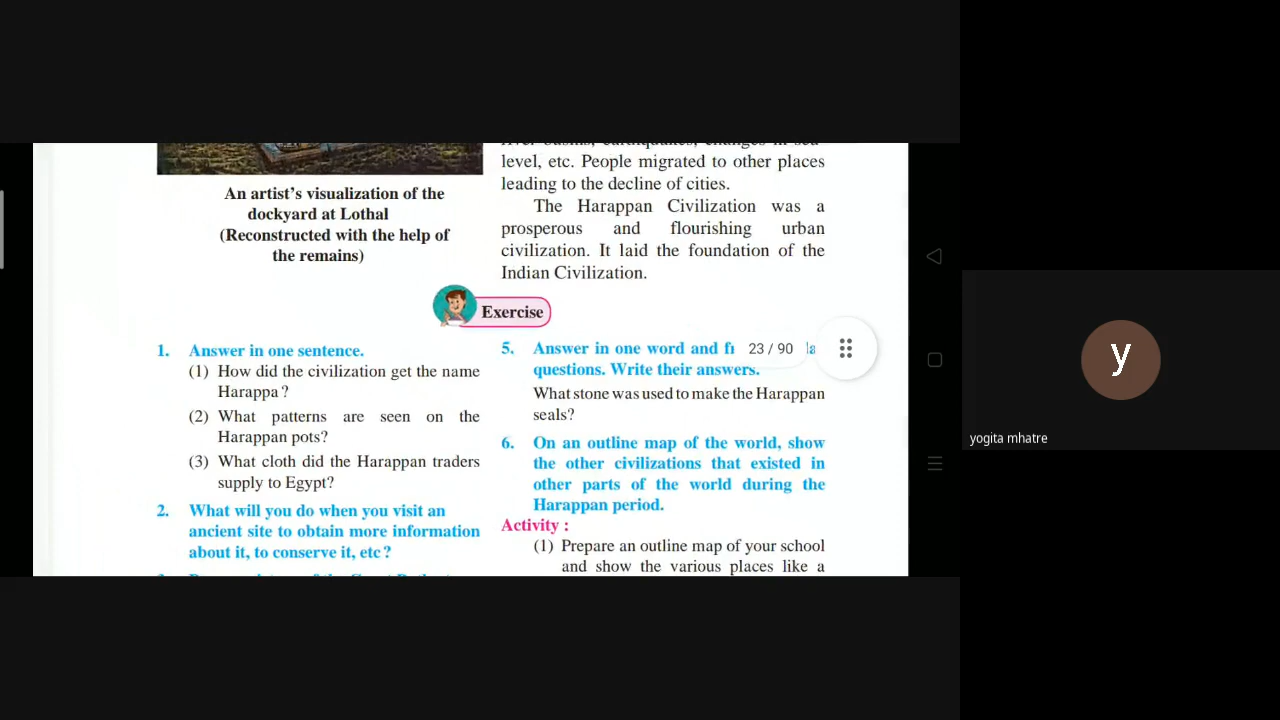 An artist's visualization of the
dockyard at Lothal
(Reconstructed with the help of
the remains)
river basins, earthquakes, changes in sea-
level, etc. People migrated to other places
leading to the decline of cities.
The Harappan Civilization was a
prosperous and flourishing urban
civilization. It laid the foundation of the
Indian Civilization.
Exercise
1. Answer in one sentence.
(1) How did the civilization get the name
Harappa ?
(2) What patterns are seen on the
Harappan pots?
(3) What cloth did the Harappan traders
supply to Egypt?
2. What will you do when you visit an
ancient site to obtain more information
about it, to conserve it, etc ?
5. Answer in one word and
questions. Write their answers.
What stone was used to make the Harappan
seals?
6. On an outline map of the world, show
the other civilizations that existed in
other parts of the world during the
Harappan period.
Activity :
(1) Prepare an outline map of your school
and show the various places like a
23 / 90
y
yogita mhatre